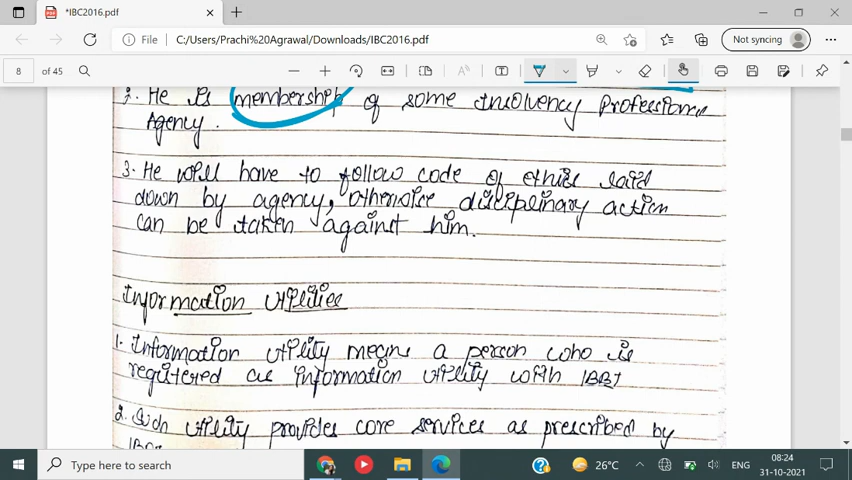 *IBC2016.pdf
File
C:/Users/Prachi%20Agrawal/Downloads/IBC2016.pdf
Not syncing
8 of 45
2. He is membership of some Insolvency Professional
Agency.
3. He will have to follow code of ethics laid
down by agency, otherwise disciplinary action
can be taken against him.
Information Utilities
1. Information utility means a person who is
registered as information utility with IBBI
2. Such utility provides core services as prescribed by
Type here to search
26°C
ENG
08:24
31-10-2021